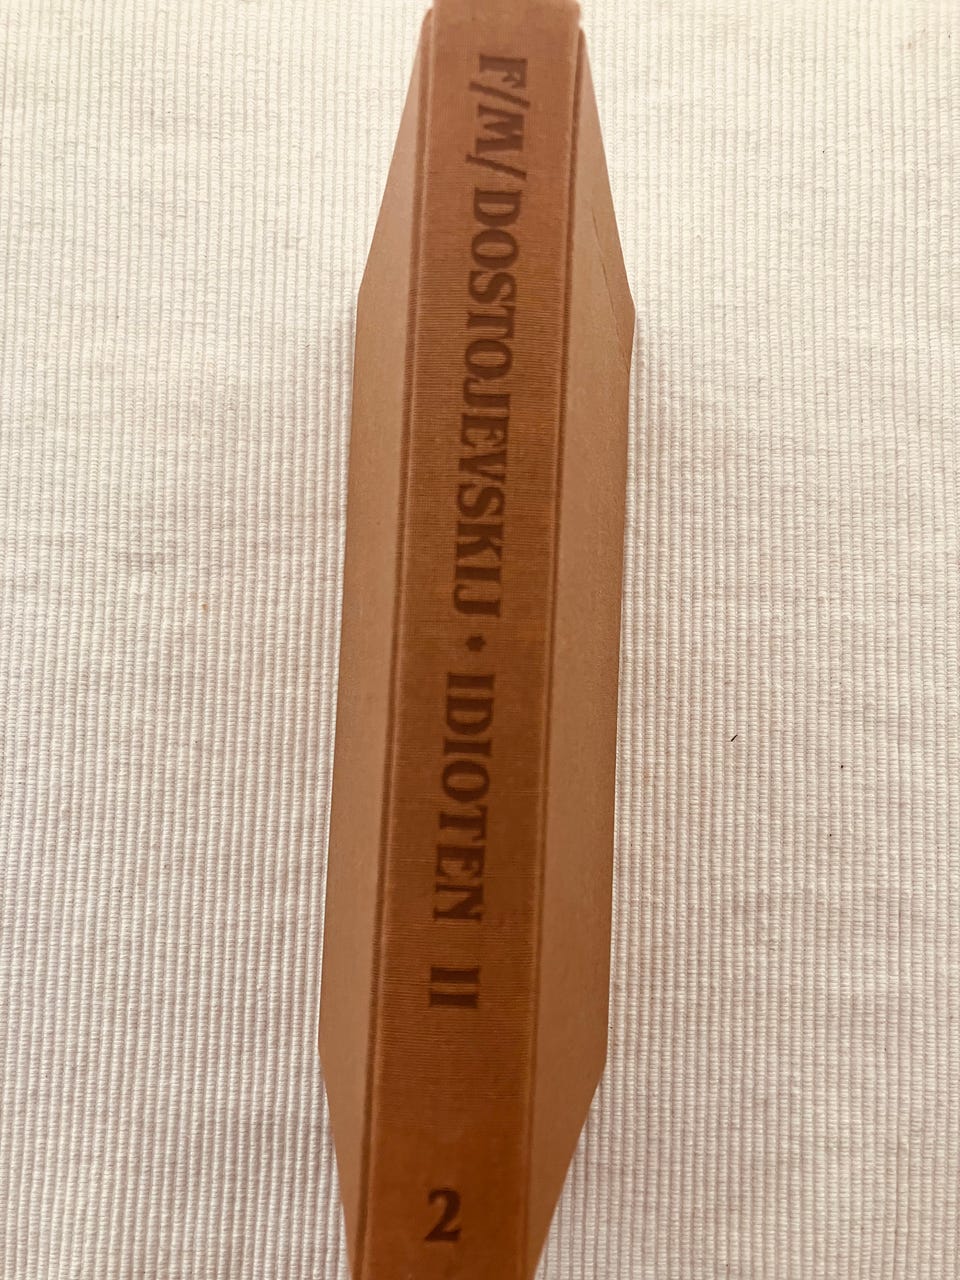 F/M/ DOSTOJEVSKIJ • IDIOTEN II
2